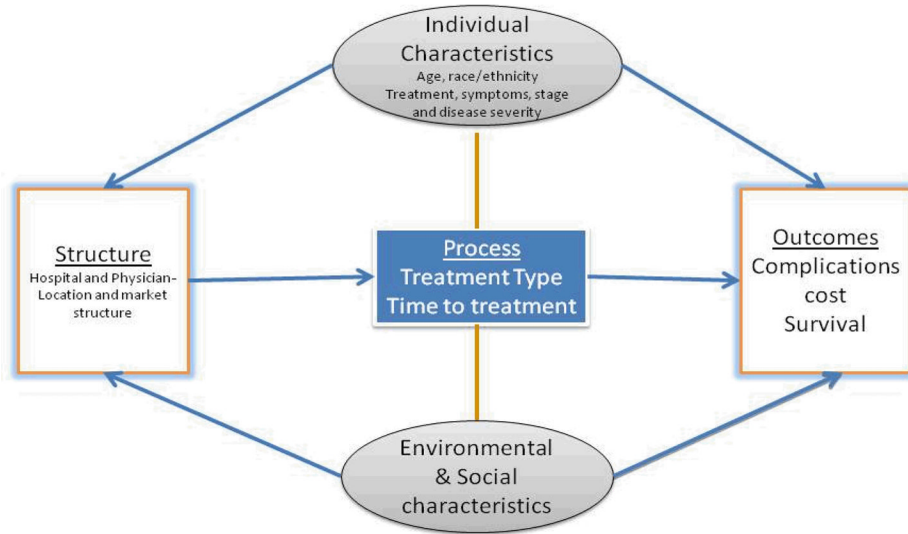 Individual
Characteristics
Age, race/ethnicity
Treatment, symptoms, stage
and disease severity
Structure
Hospital and Physician-
Location and market
structure
Process
Treatment Type
Time to treatment
Outcomes
Complications
cost
Survival
Environmental
& Social
characteristics